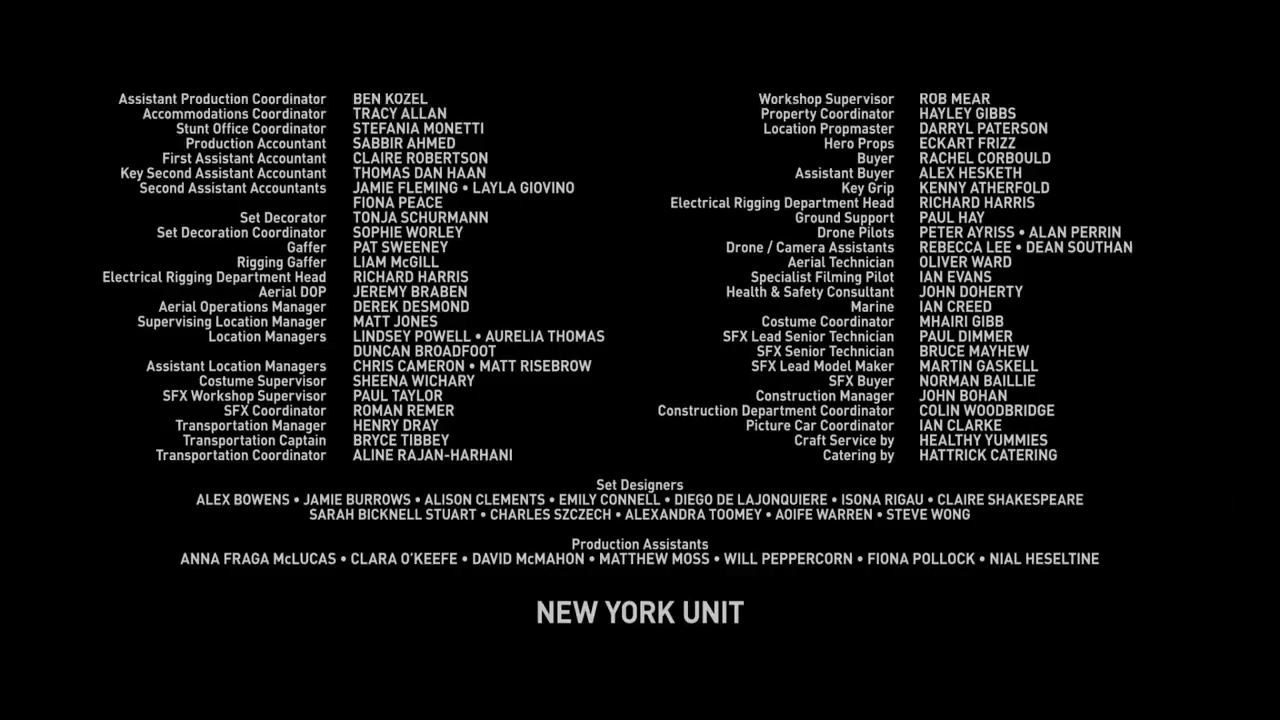 Assistant Production Coordinator BEN KOZEL
Accommodations Coordinator TRACY ALLAN
Stunt Office Coordinator STEFANIA MONETTI
Production Accountant SABBIR AHMED
First Assistant Accountant CLAIRE ROBERTSON
Key Second Assistant Accountant THOMAS DAN HAAN
Second Assistant Accountants JAMIE FLEMING • LAYLA GIOVINO
FIONA PEACE
Set Decorator TONJA SCHURMANN
Set Decoration Coordinator SOPHIE WORLEY
Gaffer PAT SWEENEY
Rigging Gaffer LIAM McGILL
Electrical Rigging Department Head RICHARD HARRIS
Aerial DOP JEREMY BRABEN
Aerial Operations Manager DEREK DESMOND
Supervising Location Manager MATT JONES
Location Managers LINDSEY POWELL • AURELIA THOMAS
DUNCAN BROADFOOT
Assistant Location Managers CHRIS CAMERON • MATT RISEBROW
Costume Supervisor SHEENA WICHARY
SFX Workshop Supervisor PAUL TAYLOR
SFX Coordinator ROMAN REMER
Transportation Manager HENRY DRAY
Transportation Captain BRYCE TIBBEY
Transportation Coordinator ALINE RAJAN-HARHANI
Workshop Supervisor ROB MEAR
Property Coordinator HAYLEY GIBBS
Location Propmaster DARRYL PATERSON
Hero Props ECKART FRIZZ
Buyer RACHEL CORBOULD
Assistant Buyer ALEX HESKETH
Key Grip KENNY ATHERFOLD
Electrical Rigging Department Head RICHARD HARRIS
Ground Support PAUL HAY
Drone Pilots PETER AYRISS • ALAN PERRIN
Drone / Camera Assistants REBECCA LEE • DEAN SOUTHAN
Aerial Technician OLIVER WARD
Specialist Filming Pilot IAN EVANS
Health & Safety Consultant JOHN DOHERTY
Marine IAN CREED
Costume Coordinator MHAIRI GIBB
SFX Lead Senior Technician PAUL DIMMER
SFX Senior Technician BRUCE MAYHEW
SFX Lead Model Maker MARTIN GASKELL
SFX Buyer NORMAN BAILLIE
Construction Manager JOHN BOHAN
Construction Department Coordinator COLIN WOODBRIDGE
Picture Car Coordinator IAN CLARKE
Craft Service by HEALTHY YUMMIES
Catering by HATTRICK CATERING
Set Designers
ALEX BOWENS • JAMIE BURROWS • ALISON CLEMENTS • EMILY CONNELL • DIEGO DE LAJONQUIERE • ISONA RIGAU • CLAIRE SHAKESPEARE
SARAH BICKNELL STUART • CHARLES SZCZECH • ALEXANDRA TOOMEY • AOIFE WARREN • STEVE WONG
Production Assistants
ANNA FRAGA McLUCAS • CLARA O'KEEFE • DAVID McMAHON • MATTHEW MOSS • WILL PEPPERCORN • FIONA POLLOCK • NIAL HESELTINE
NEW YORK UNIT